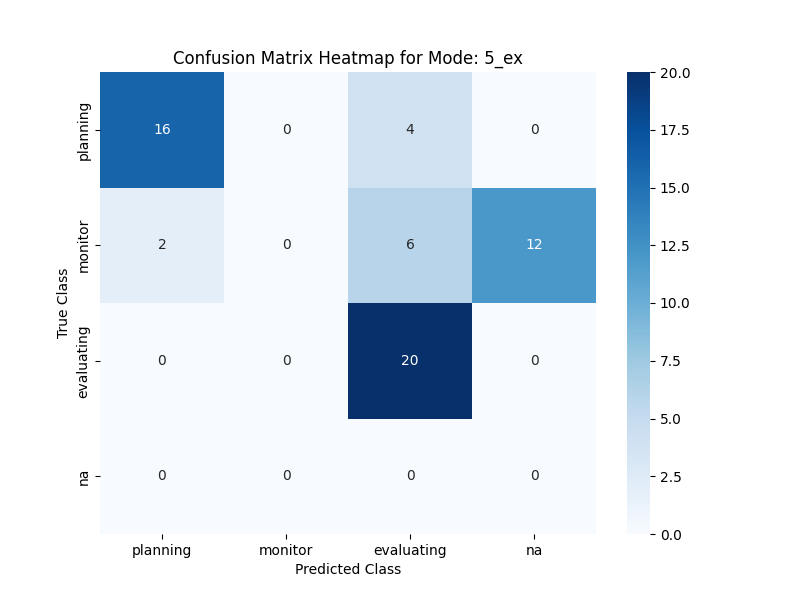 Confusion Matrix Heatmap for Mode: 5_ex
True Class
planning
16 0 4 0
monitor
2 0 6 12
evaluating
0 0 20 0
na
0 0 0 0
planning monitor evaluating na
Predicted Class
20.0
17.5
15.0
12.5
10.0
7.5
5.0
2.5
0.0